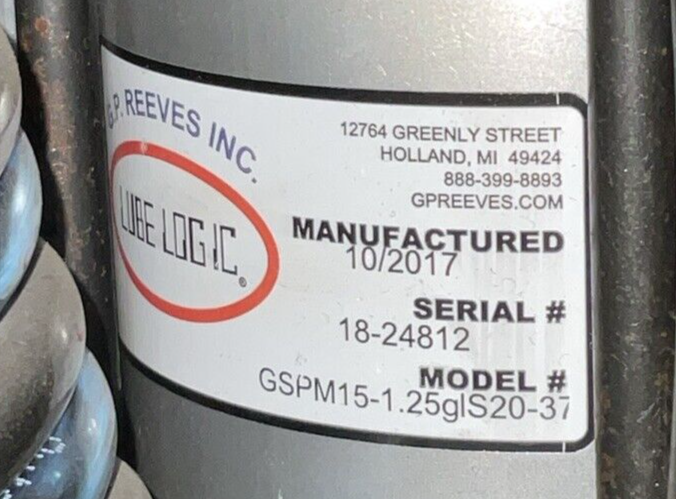 G.P. REEVES INC.
LUBE LOGIC®
12764 GREENLY STREET
HOLLAND, MI 49424
888-399-8893
GPREEVES.COM
MANUFACTURED
10/2017
SERIAL #
18-24812
MODEL #
GSPM15-1.25glS20-37